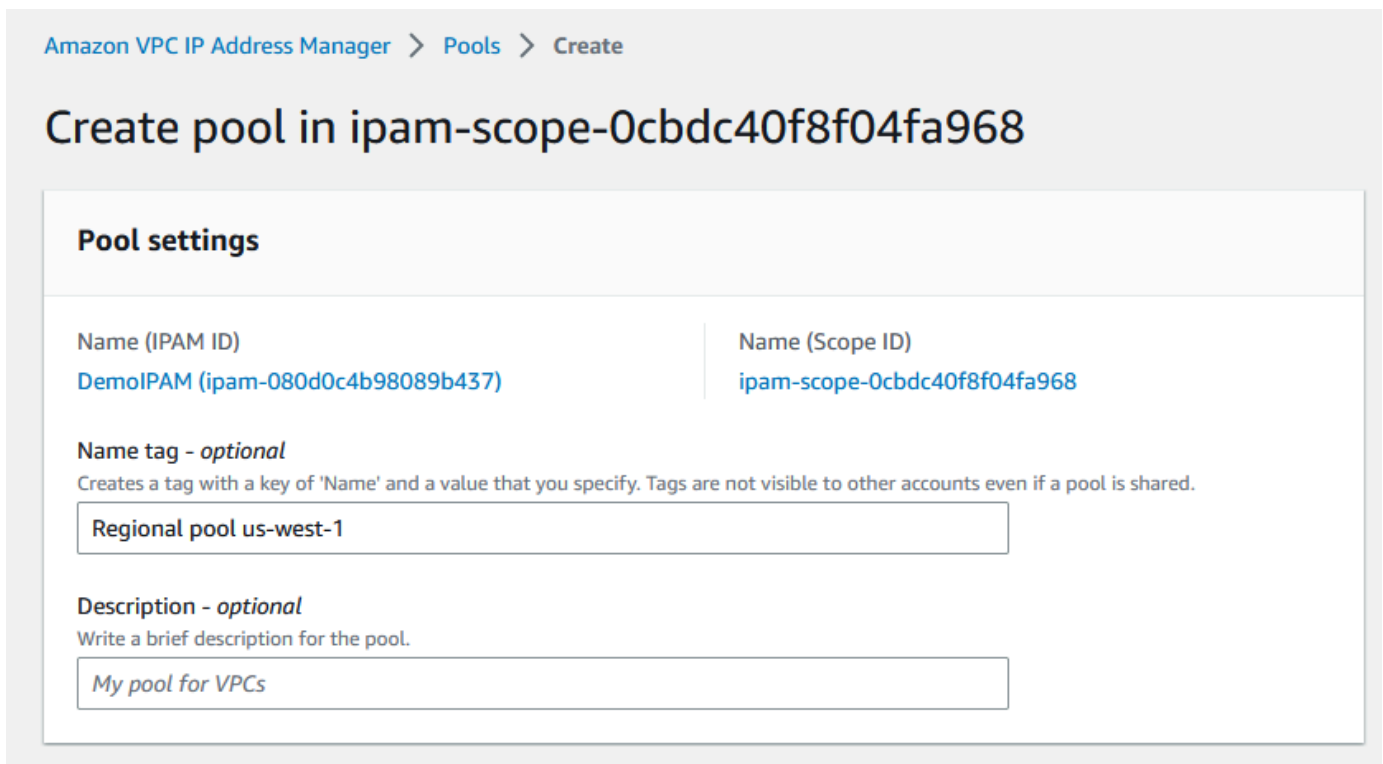 Amazon VPC IP Address Manager > Pools > Create
Create pool in ipam-scope-0cbdc40f8f04fa968
Pool settings
Name (IPAM ID)
DemoIPAM (ipam-080d0c4b98089b437)
Name (Scope ID)
ipam-scope-0cbdc40f8f04fa968
Name tag - optional
Creates a tag with a key of 'Name' and a value that you specify. Tags are not visible to other accounts even if a pool is shared.
Regional pool us-west-1
Description - optional
Write a brief description for the pool.
My pool for VPCs